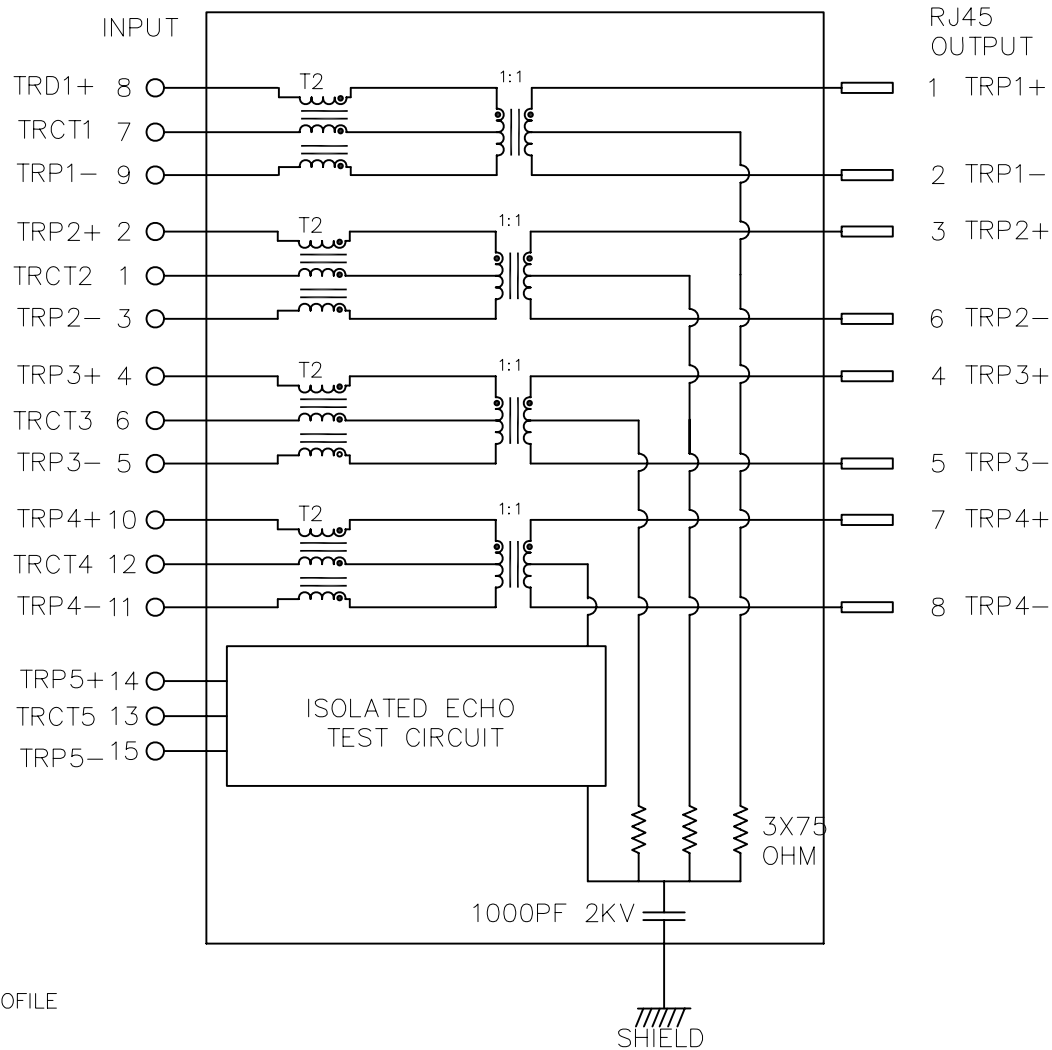 INPUT
RJ45
OUTPUT
TRD1+ 8 T2 1:1 1 TRP1+
TRCT1 7
TRP1- 9 2 TRP1-
TRP2+ 2 T2 1:1 3 TRP2+
TRCT2 1
TRP2- 3 6 TRP2-
TRP3+ 4 T2 1:1 4 TRP3+
TRCT3 6
TRP3- 5 5 TRP3-
TRP4+ 10 T2 1:1 7 TRP4+
TRCT4 12
TRP4- 11 8 TRP4-
TRP5+ 14
TRCT5 13
TRP5- 15
ISOLATED ECHO
TEST CIRCUIT
3X75
OHM
1000PF 2KV
OFILE
SHIELD